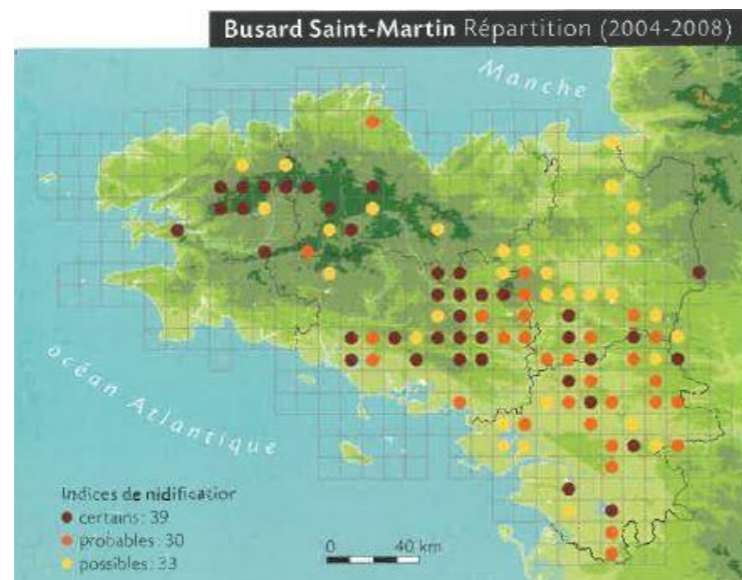 Busard Saint-Martin Répartition (2004-2008)
Manche
océan Atlantique
Indices de nidification
certains: 39
probables: 30
possibles: 33
0 40 km